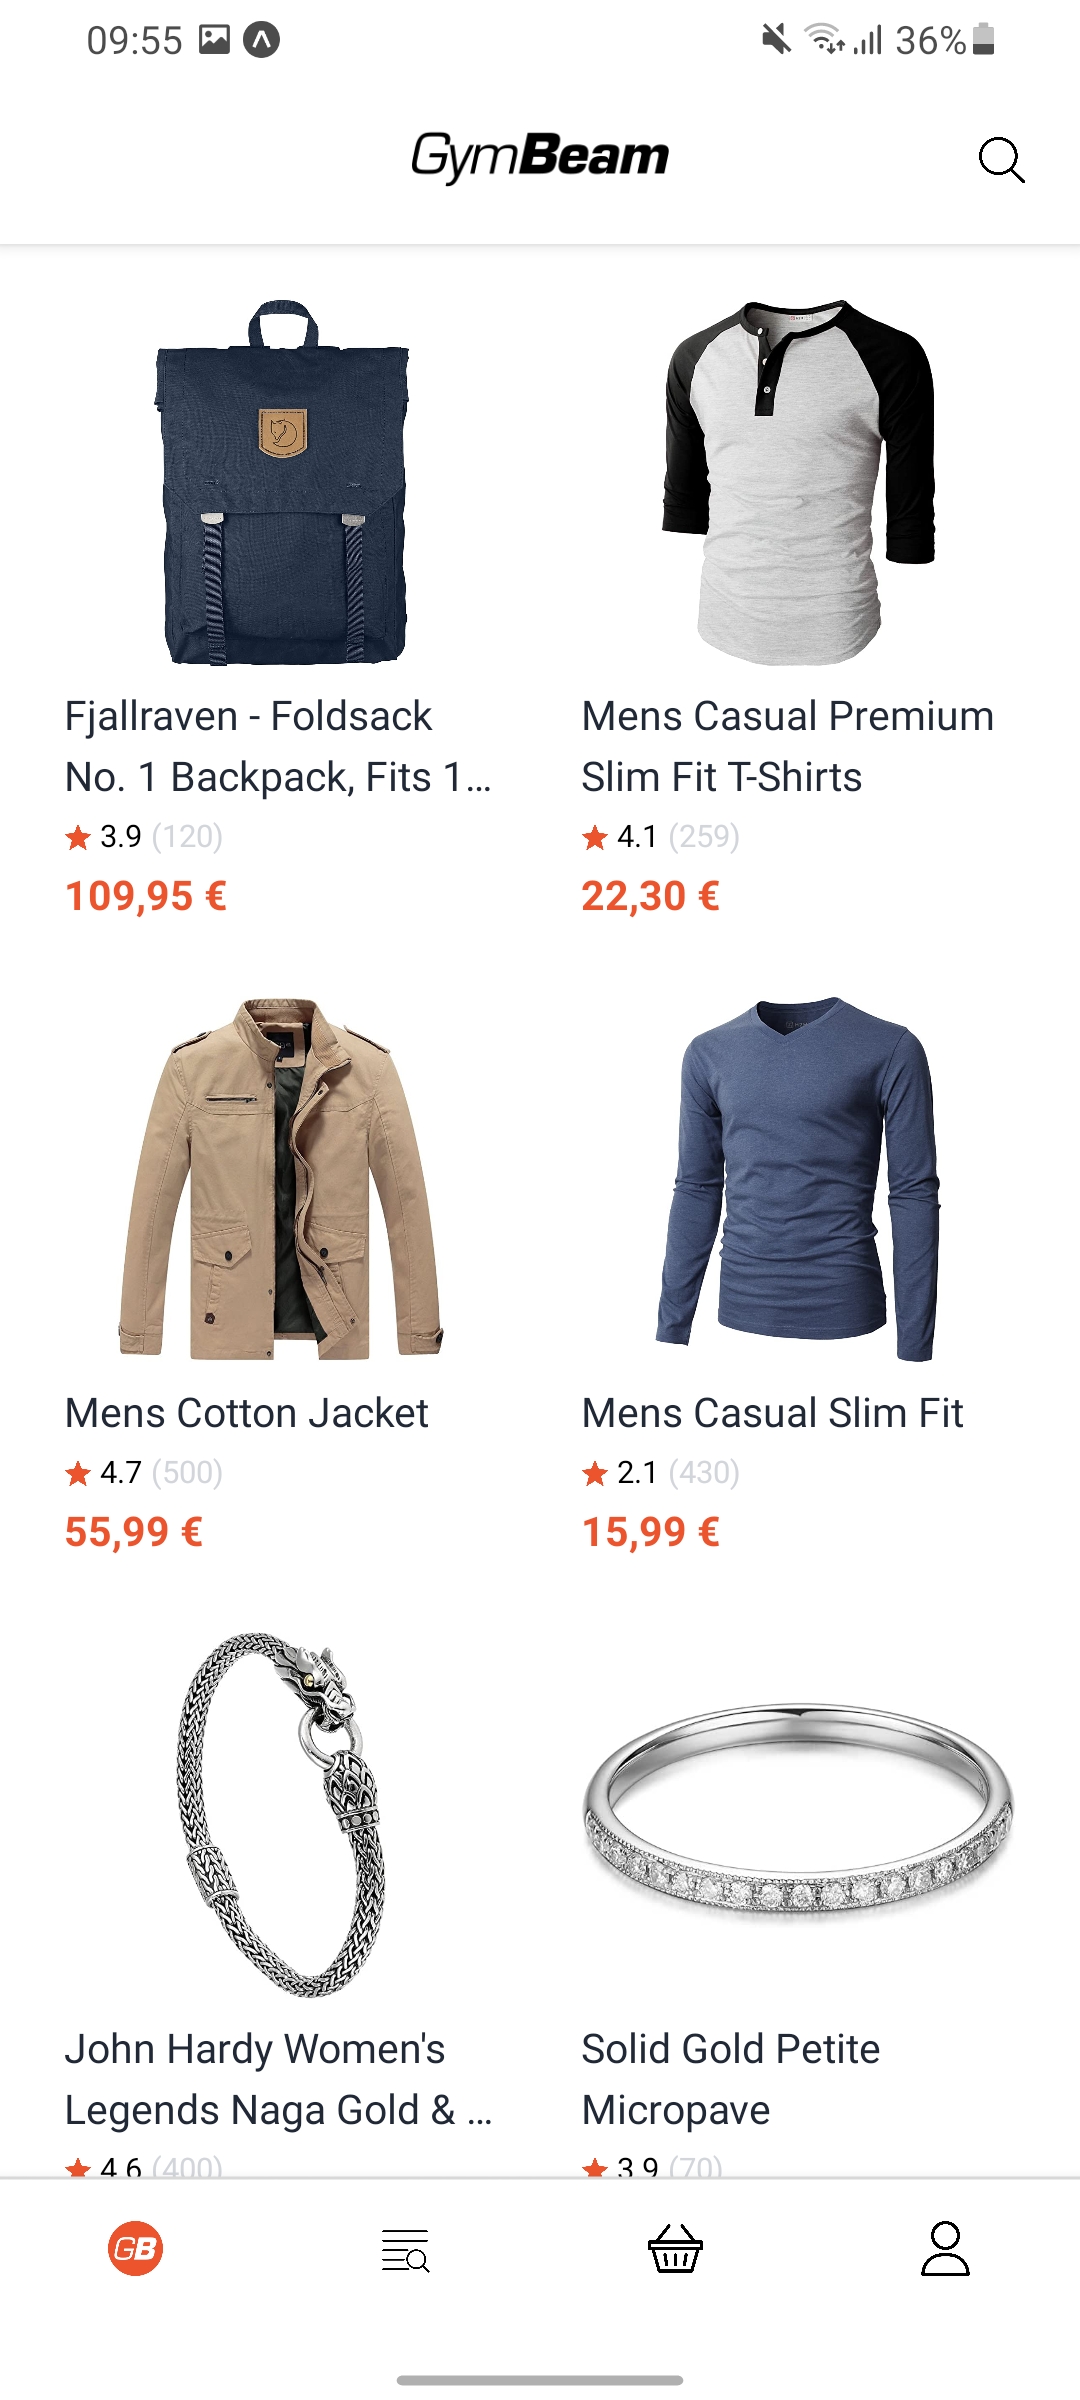 09:55
36%
GymBeam
Fjallraven - Foldsack
No. 1 Backpack, Fits 1...
3.9 (120)
109,95 €
Mens Casual Premium
Slim Fit T-Shirts
4.1 (259)
22,30 €
Mens Cotton Jacket
4.7 (500)
55,99 €
Mens Casual Slim Fit
2.1 (430)
15,99 €
John Hardy Women's
Legends Naga Gold & ...
4.6 (400)
Solid Gold Petite
Micropave
3.9 (70)
GB